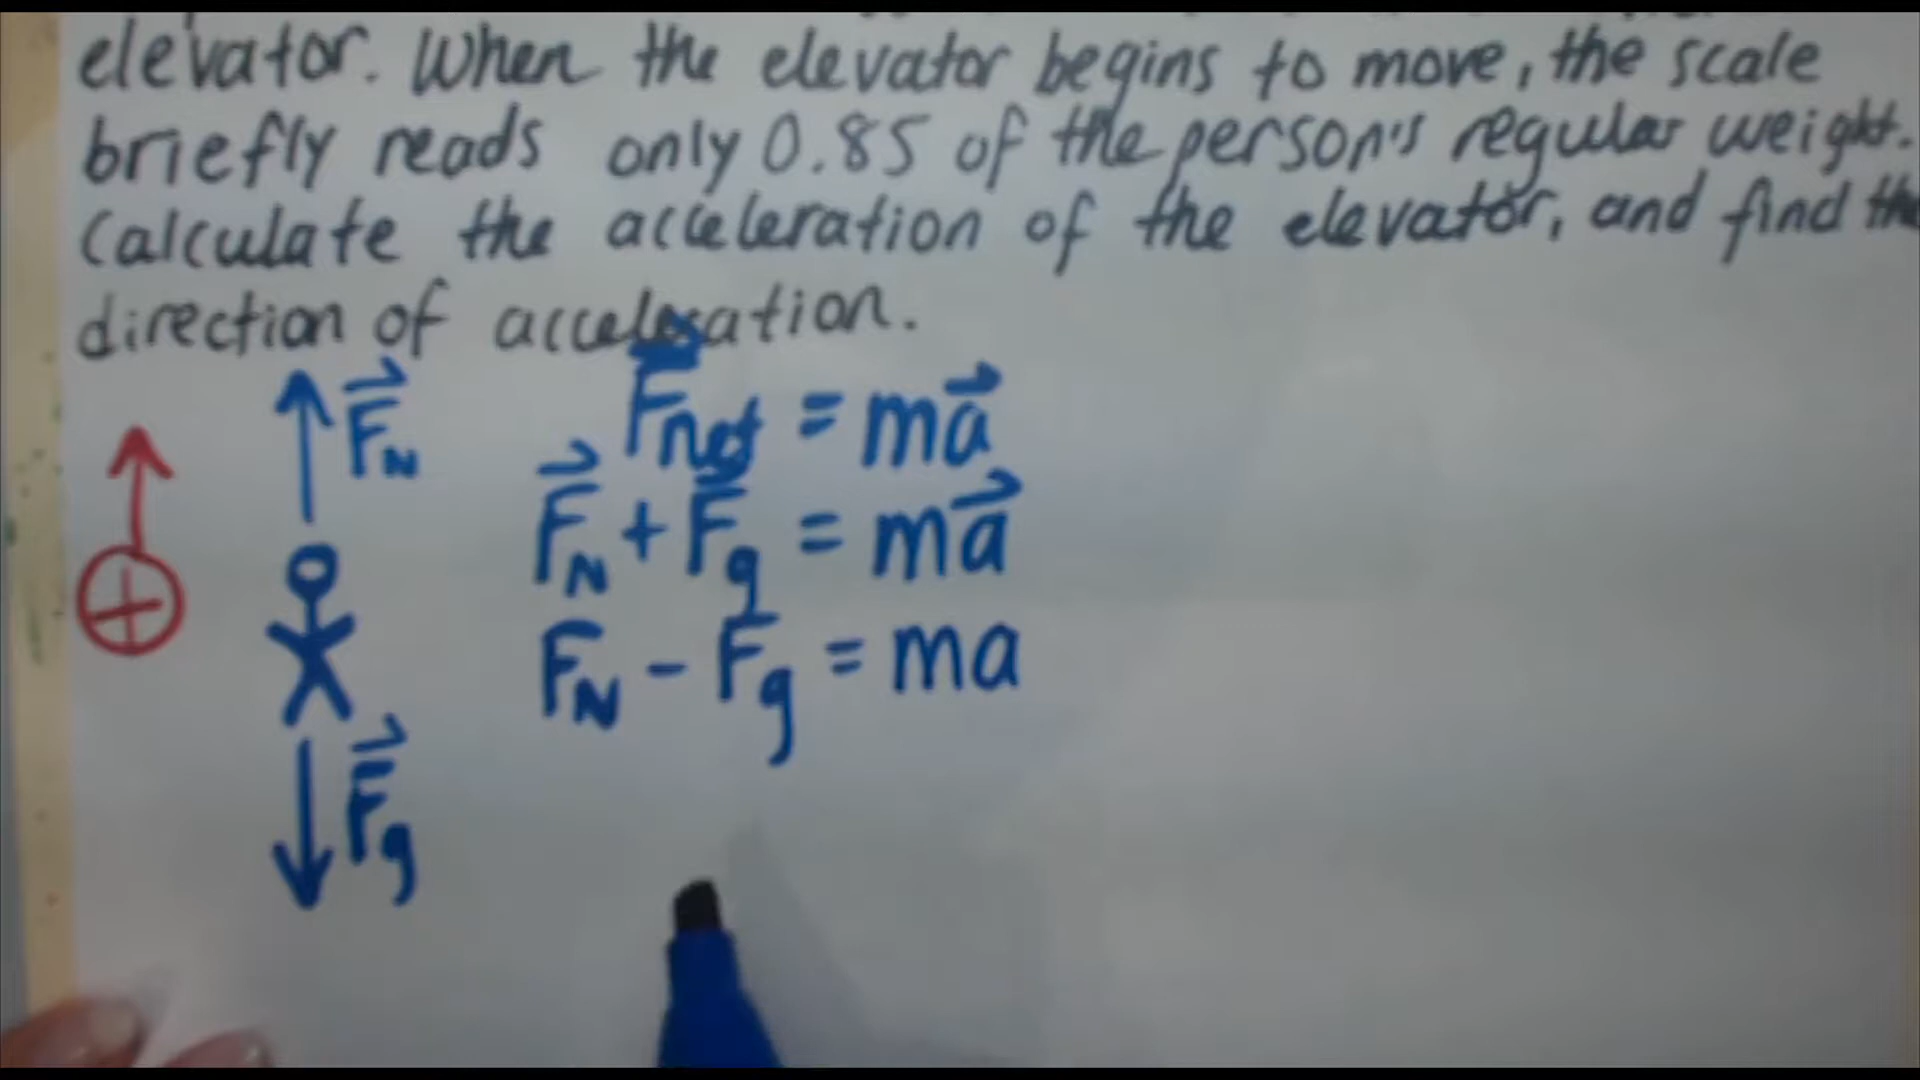 elevator. When the elevator begins to move, the scale
briefly reads only 0.85 of the person's regular weight.
Calculate the acceleration of the elevator, and find the
direction of acceleration.
F⃗N
F⃗net = ma⃗
F⃗N + F⃗g = ma⃗
+
FN - Fg = ma
F⃗g